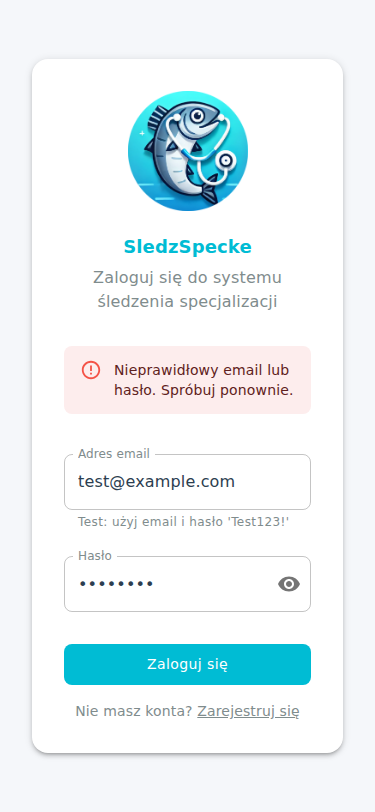 SledzSpecke
Zaloguj się do systemu
śledzenia specjalizacji
Nieprawidłowy email lub
hasło. Spróbuj ponownie.
Adres email
test@example.com
Test: użyj email i hasło 'Test123!'
Hasło
••••••••
Zaloguj się
Nie masz konta? Zarejestruj się